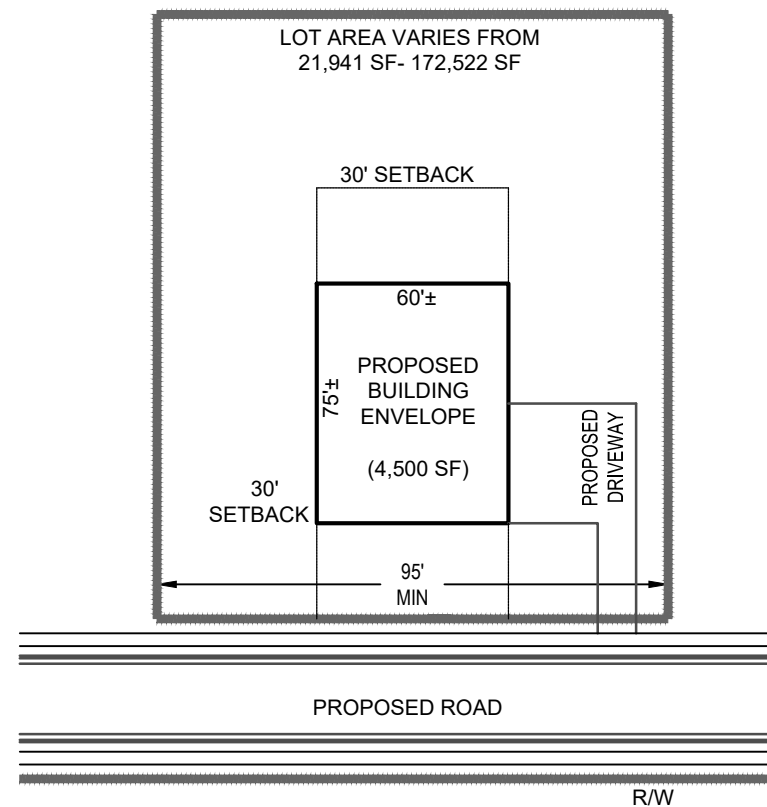 LOT AREA VARIES FROM
21,941 SF- 172,522 SF
30' SETBACK
60'±
75'±
PROPOSED
BUILDING
ENVELOPE
(4,500 SF)
PROPOSED
DRIVEWAY
30'
SETBACK
95'
MIN
PROPOSED ROAD
R/W